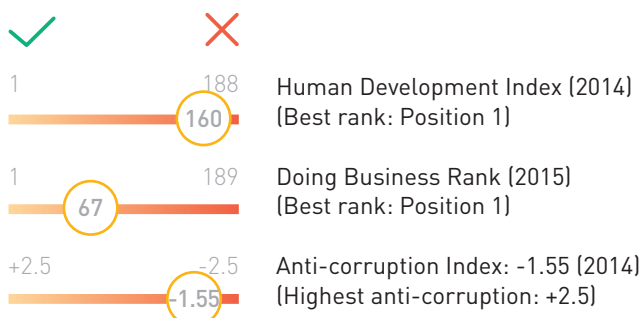 1 188
160
Human Development Index (2014)
(Best rank: Position 1)
1 189
67
Doing Business Rank (2015)
(Best rank: Position 1)
+2.5 -2.5
-1.55
Anti-corruption Index: -1.55 (2014)
(Highest anti-corruption: +2.5)